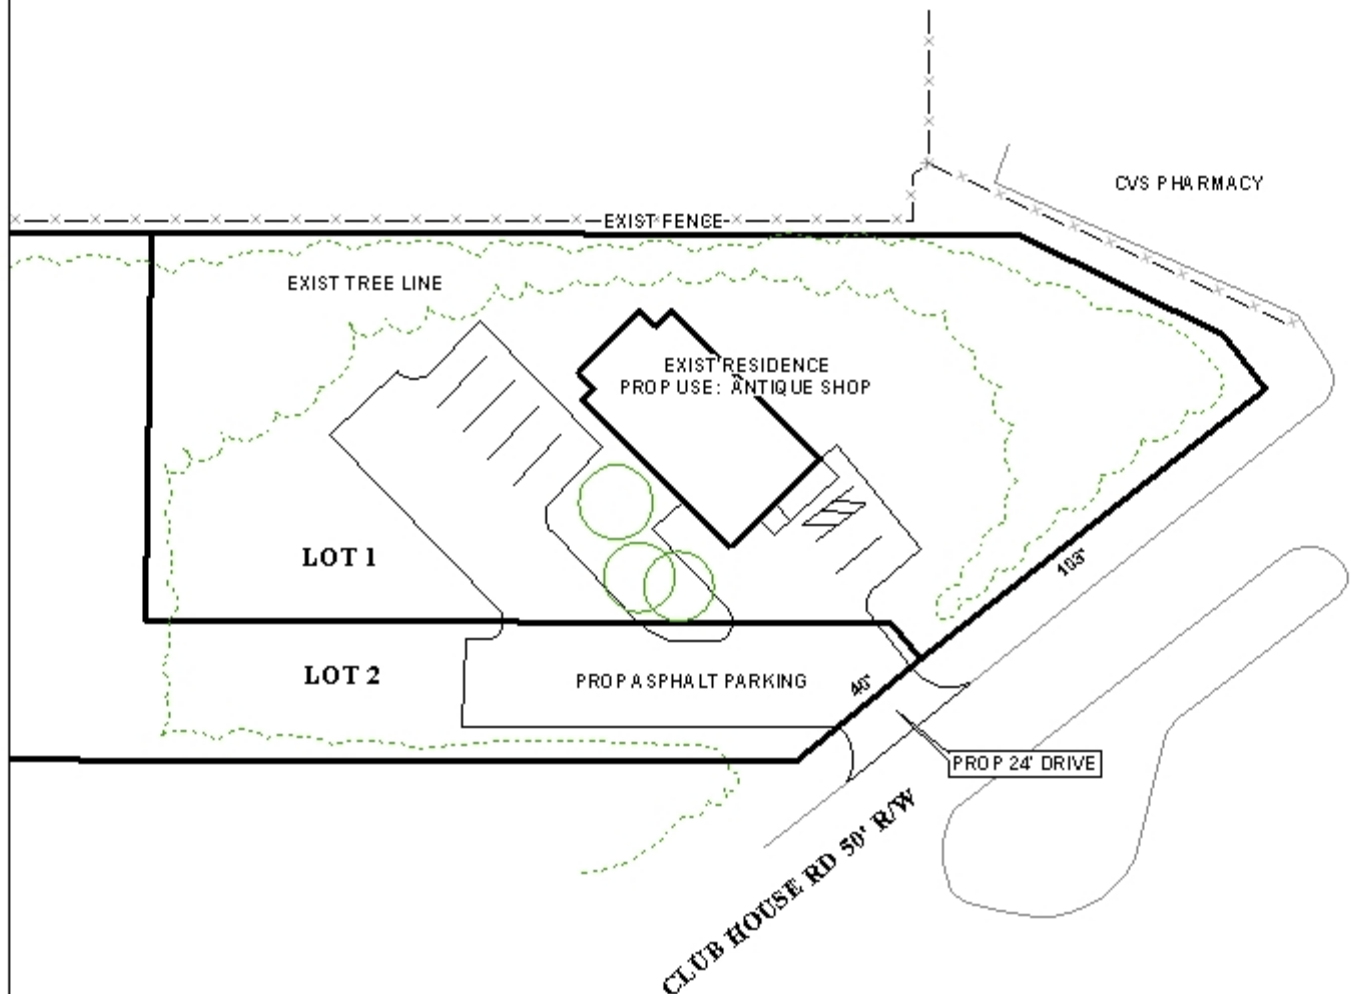 CVS PHARMACY
EXIST FENCE
EXIST TREE LINE
EXIST RESIDENCE
PROP USE: ANTIQUE SHOP
LOT 1
103'
LOT 2
PROP ASPHALT PARKING
46'
PROP 24' DRIVE
CLUB HOUSE RD 50' R/W